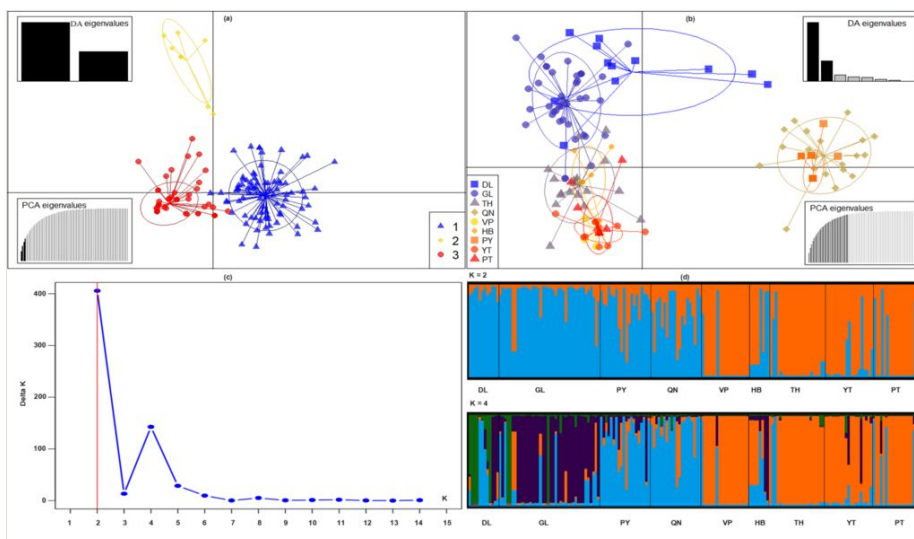 DA eigenvalues
(a)
PCA eigenvalues
1
2
3
(b)
DA eigenvalues
DL
GL
TH
QN
VP
HB
PY
YT
PT
PCA eigenvalues
(c)
400
300
200
100
0
Delta K
K
1 2 3 4 5 6 7 8 9 10 11 12 13 14 15
K = 2
(d)
DL GL PY QN VP HB TH YT PT
K = 4
DL GL PY QN VP HB TH YT PT